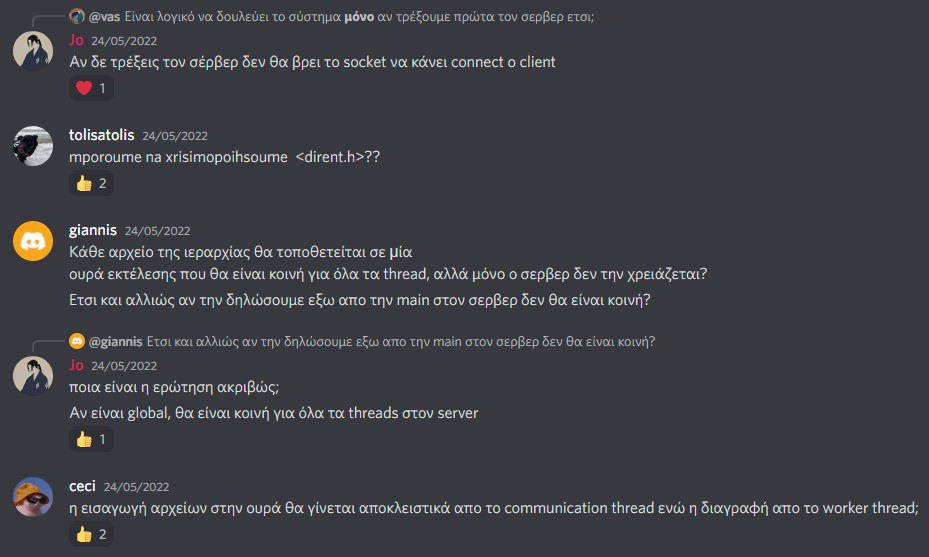 @vas Είναι λογικό να δουλεύει το σύστημα μόνο αν τρέξουμε πρώτα τον σερβερ ετσι;
Jo 24/05/2022
Αν δε τρέξεις τον σέρβερ δεν θα βρει το socket να κάνει connect ο client
❤️ 1
tolisatolis 24/05/2022
mporoume na xrisimopoihsoume <dirent.h>??
👍 2
giannis 24/05/2022
Κάθε αρχείο της ιεραρχίας θα τοποθετείται σε μία
ουρά εκτέλεσης που θα είναι κοινή για όλα τα thread, αλλά μόνο ο σερβερ δεν την χρειάζεται?
Ετσι και αλλιώς αν την δηλώσουμε εξω απο την main στον σερβερ δεν θα είναι κοινή?
@giannis Ετσι και αλλιώς αν την δηλώσουμε εξω απο την main στον σερβερ δεν θα είναι κοινή?
Jo 24/05/2022
ποια είναι η ερώτηση ακριβώς;
Αν είναι global, θα είναι κοινή για όλα τα threads στον server
👍 1
ceci 24/05/2022
η εισαγωγή αρχείων στην ουρά θα γίνεται αποκλειστικά απο το communication thread ενώ η διαγραφή απο το worker thread;
👍 2